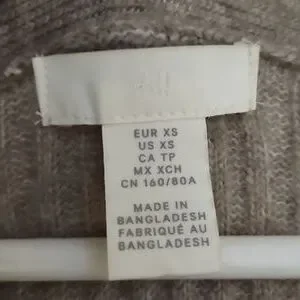 EUR XS
US XS
CA TP
MX XCH
CN 160/80A
MADE IN
BANGLADESH
FABRIQUÉ AU
BANGLADESH